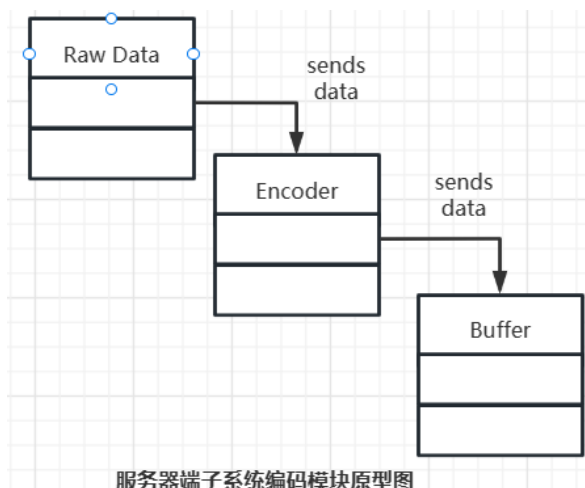 Raw Data
sends
data
Encoder
sends
data
Buffer
服务器端子系统编码模块原型图